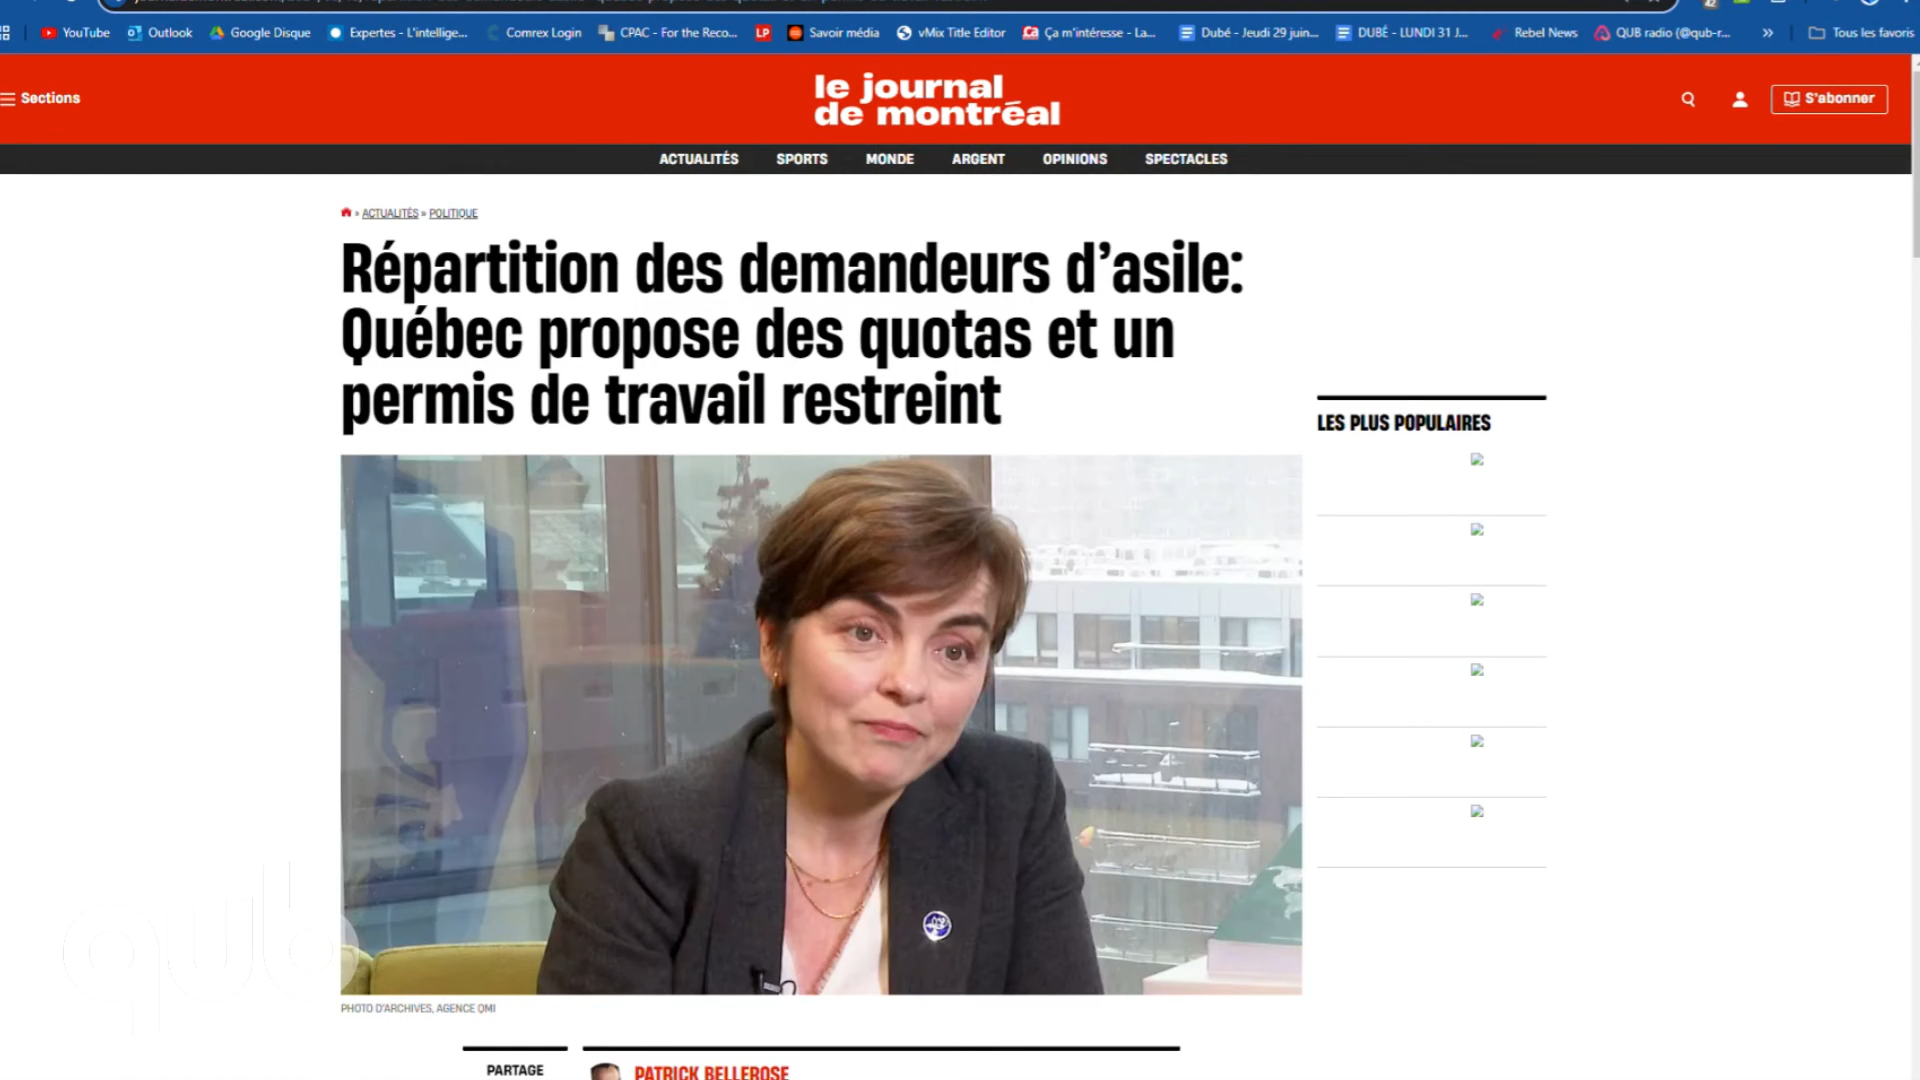 YouTube
Outlook
Google Disque
Expertes - L'intellige...
Comrex Login
CPAC - For the Reco...
LP
Savoir média
vMix Title Editor
Ça m'intéresse - La...
Dubé - Jeudi 29 juin...
DUBÉ - LUNDI 31 J...
Rebel News
QUB radio (@qub-r...
»
Tous les favoris
Sections
le journal
de montréal
S'abonner
ACTUALITÉS
SPORTS
MONDE
ARGENT
OPINIONS
SPECTACLES
» ACTUALITÉS » POLITIQUE
Répartition des demandeurs d'asile:
Québec propose des quotas et un
permis de travail restreint
LES PLUS POPULAIRES
qub
PHOTO D'ARCHIVES, AGENCE QMI
PARTAGE
PATRICK BELLEROSE